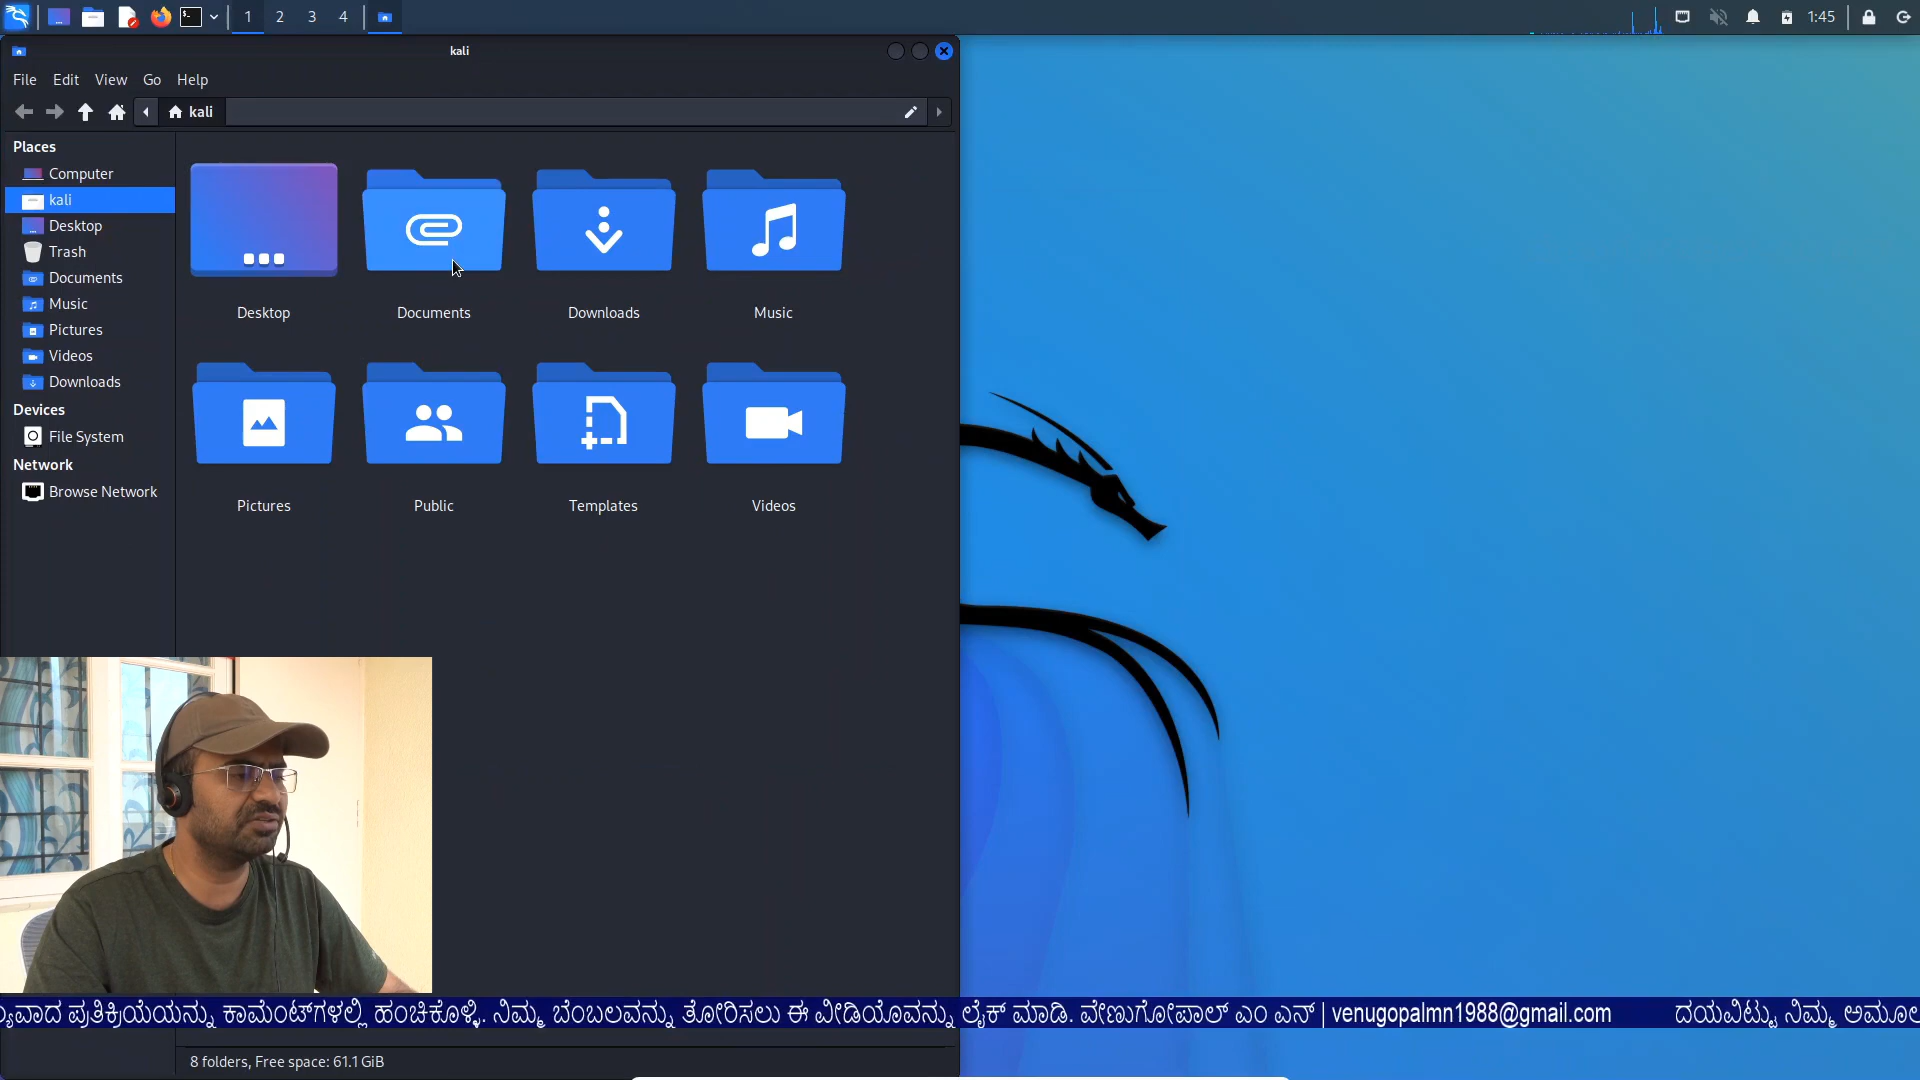 1 2 3 4
1:45
kali
File Edit View Go Help
kali
Places
Computer
kali
Desktop
Trash
Documents
Music
Pictures
Videos
Downloads
Devices
File System
Network
Browse Network
Desktop Documents Downloads Music
Pictures Public Templates Videos
ಪ್ರತಿಕ್ರಿಯೆಯನ್ನು ಕಾಮೆಂಟ್‌ಗಳಲ್ಲಿ ಹಂಚಿಕೊಳ್ಳಿ. ನಿಮ್ಮ ಬೆಂಬಲವನ್ನು ತೋರಿಸಲು ಈ ವೀಡಿಯೊವನ್ನು ಲೈಕ್ ಮಾಡಿ. ವೇಣುಗೋಪಾಲ್ ಎಂ ಎನ್ | venugopalmn1988@gmail.com ದಯವಿಟ್ಟು ನಿಮ್ಮ
8 folders, Free space: 61.1 GiB